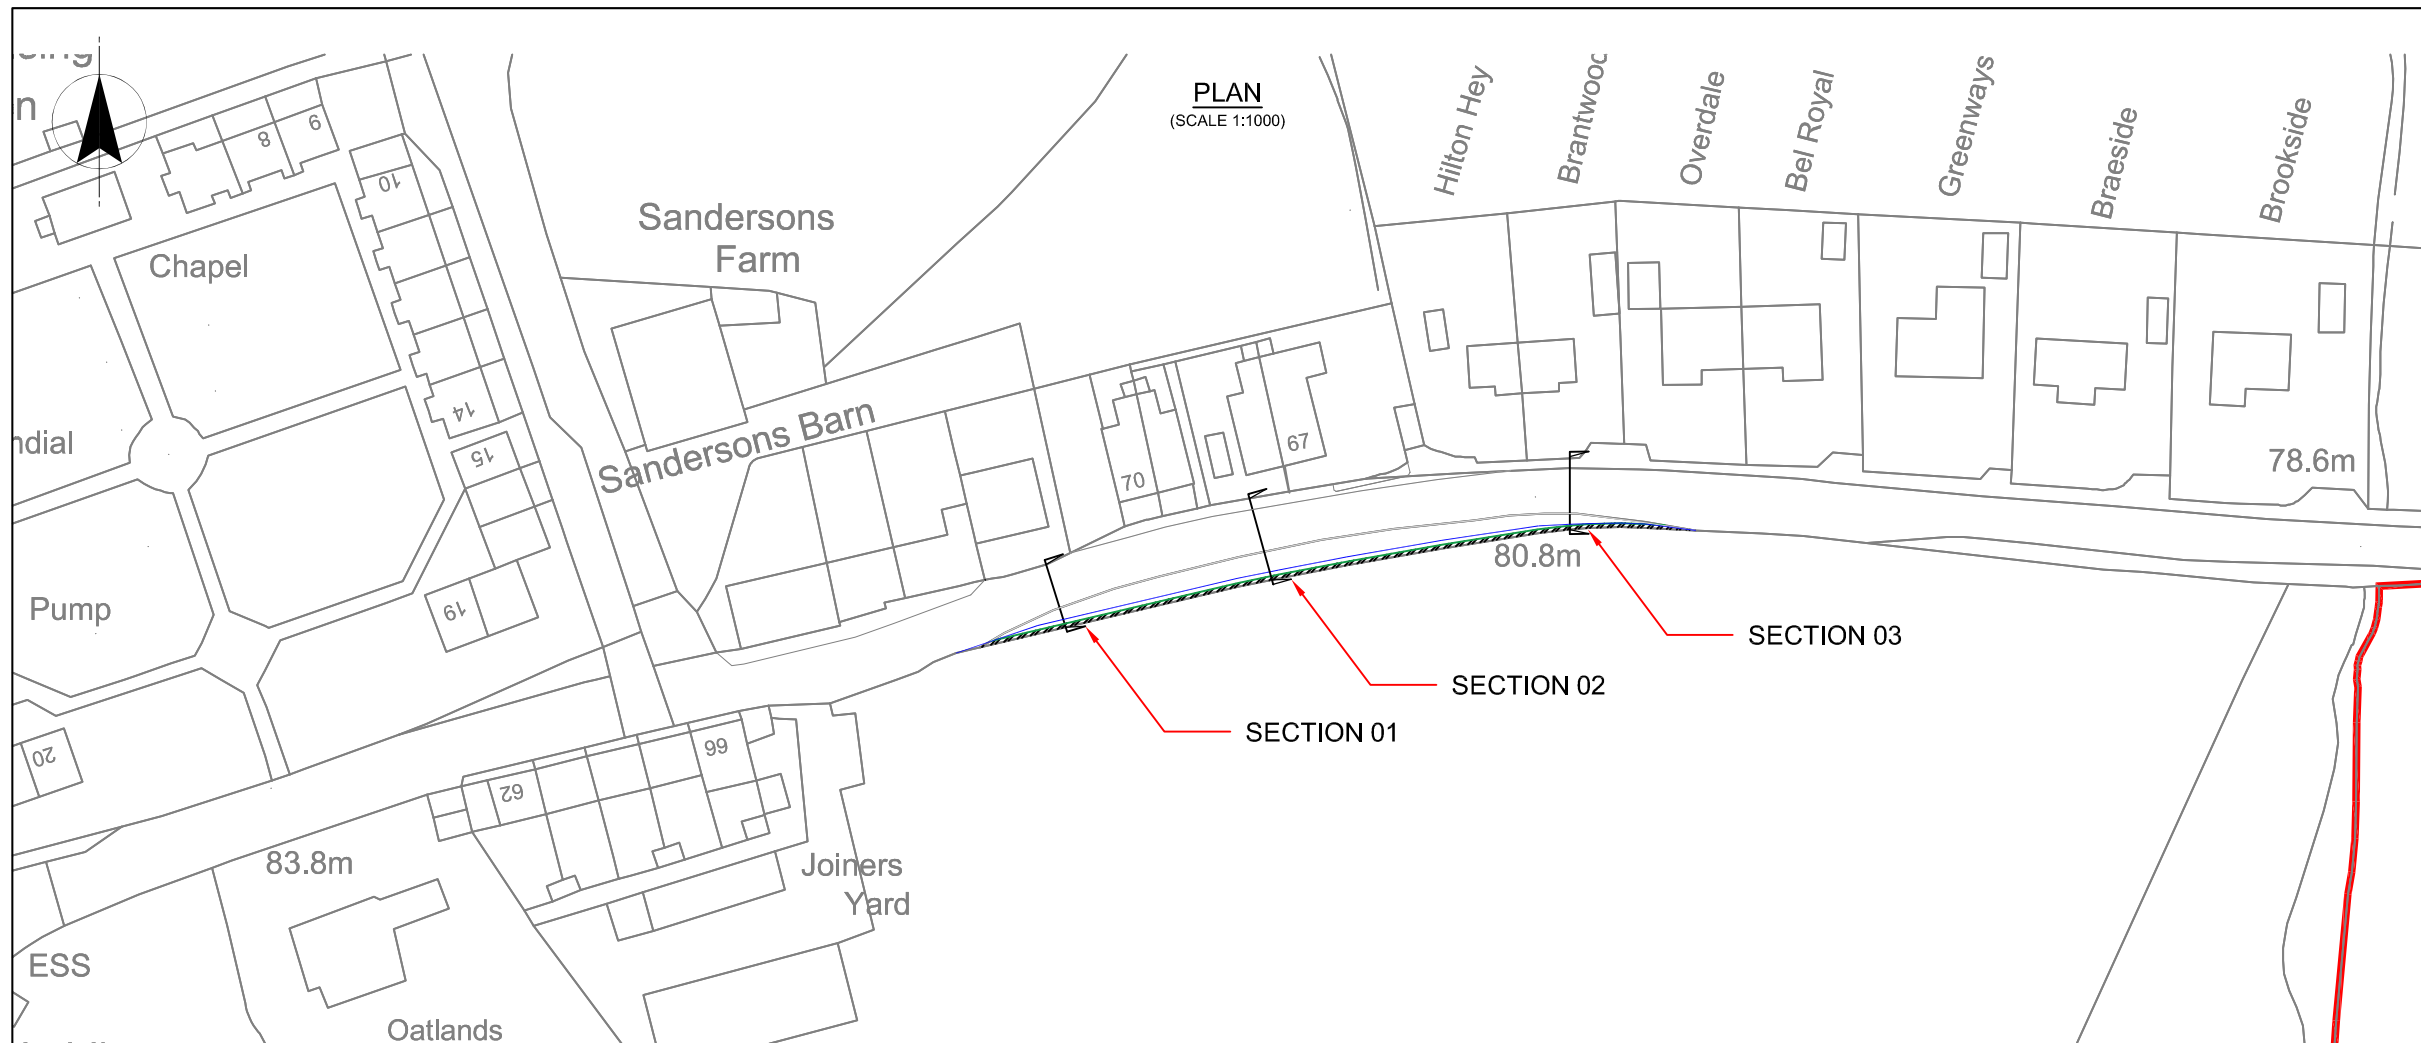 PLAN
(SCALE 1:1000)
Hilton Hey
Overdale
Bel Royal
Greenways
Braeside
Brookside
8
9
10
Chapel
Sandersons
Farm
Sandersons Barn
14
15
70
67
78.6m
80.8m
Pump
19
SECTION 03
SECTION 02
SECTION 01
20
62
66
83.8m
Joiners
Yard
ESS
Oatlands